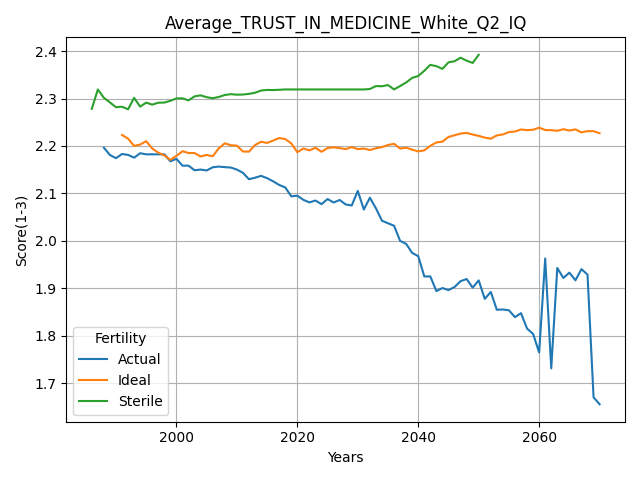 Average_TRUST_IN_MEDICINE_White_Q2_IQ
Score(1-3)
2.4
2.3
2.2
2.1
2.0
1.9
1.8
1.7
Fertility
Actual
Ideal
Sterile
2000 2020 2040 2060
Years